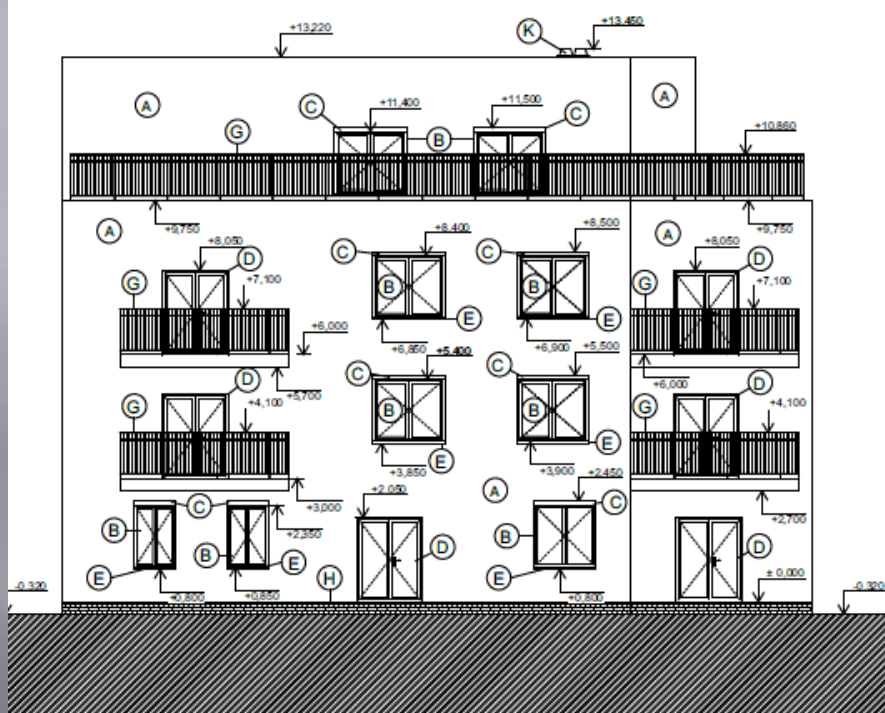 +13,220
K
+13.450
A
C
+11,400
+11,500
C
A
G
B
+10.860
+9,750
+9,750
A
+8,050
D
+8.400
+8,500
A
+8,050
D
C
C
G
+7,100
B
B
G
+7,100
E
E
+6,000
+6,850
+6,900
+6,000
+5,700
+5.400
+5,500
D
C
C
D
G
+4,100
B
B
G
+4,100
E
E
+3,850
+3,900
+3,000
A
+2.450
C
+2.050
C
+2,350
+2,700
B
B
B
D
D
E
E
E
H
-0.320
+0,800
+0,850
+0,800
± 0,000
-0.320